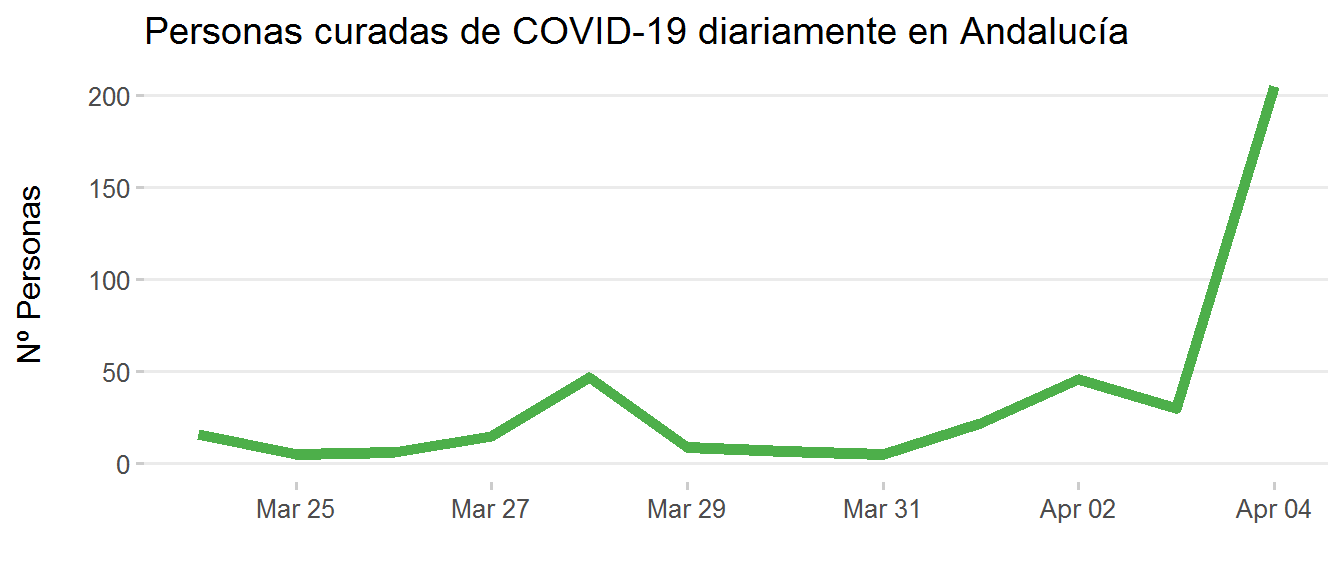 Personas curadas de COVID-19 diariamente en Andalucía
Nº Personas
200
150
100
50
0
Mar 25 Mar 27 Mar 29 Mar 31 Apr 02 Apr 04